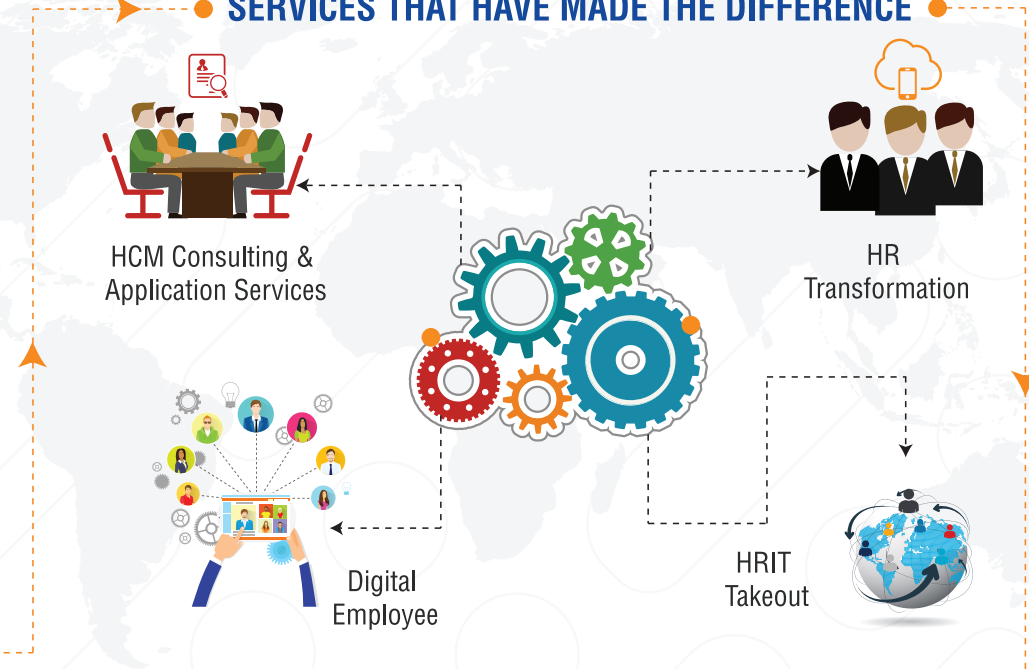 SERVICES THAT HAVE MADE THE DIFFERENCE
HCM Consulting &
Application Services
HR
Transformation
Digital
Employee
HRIT
Takeout